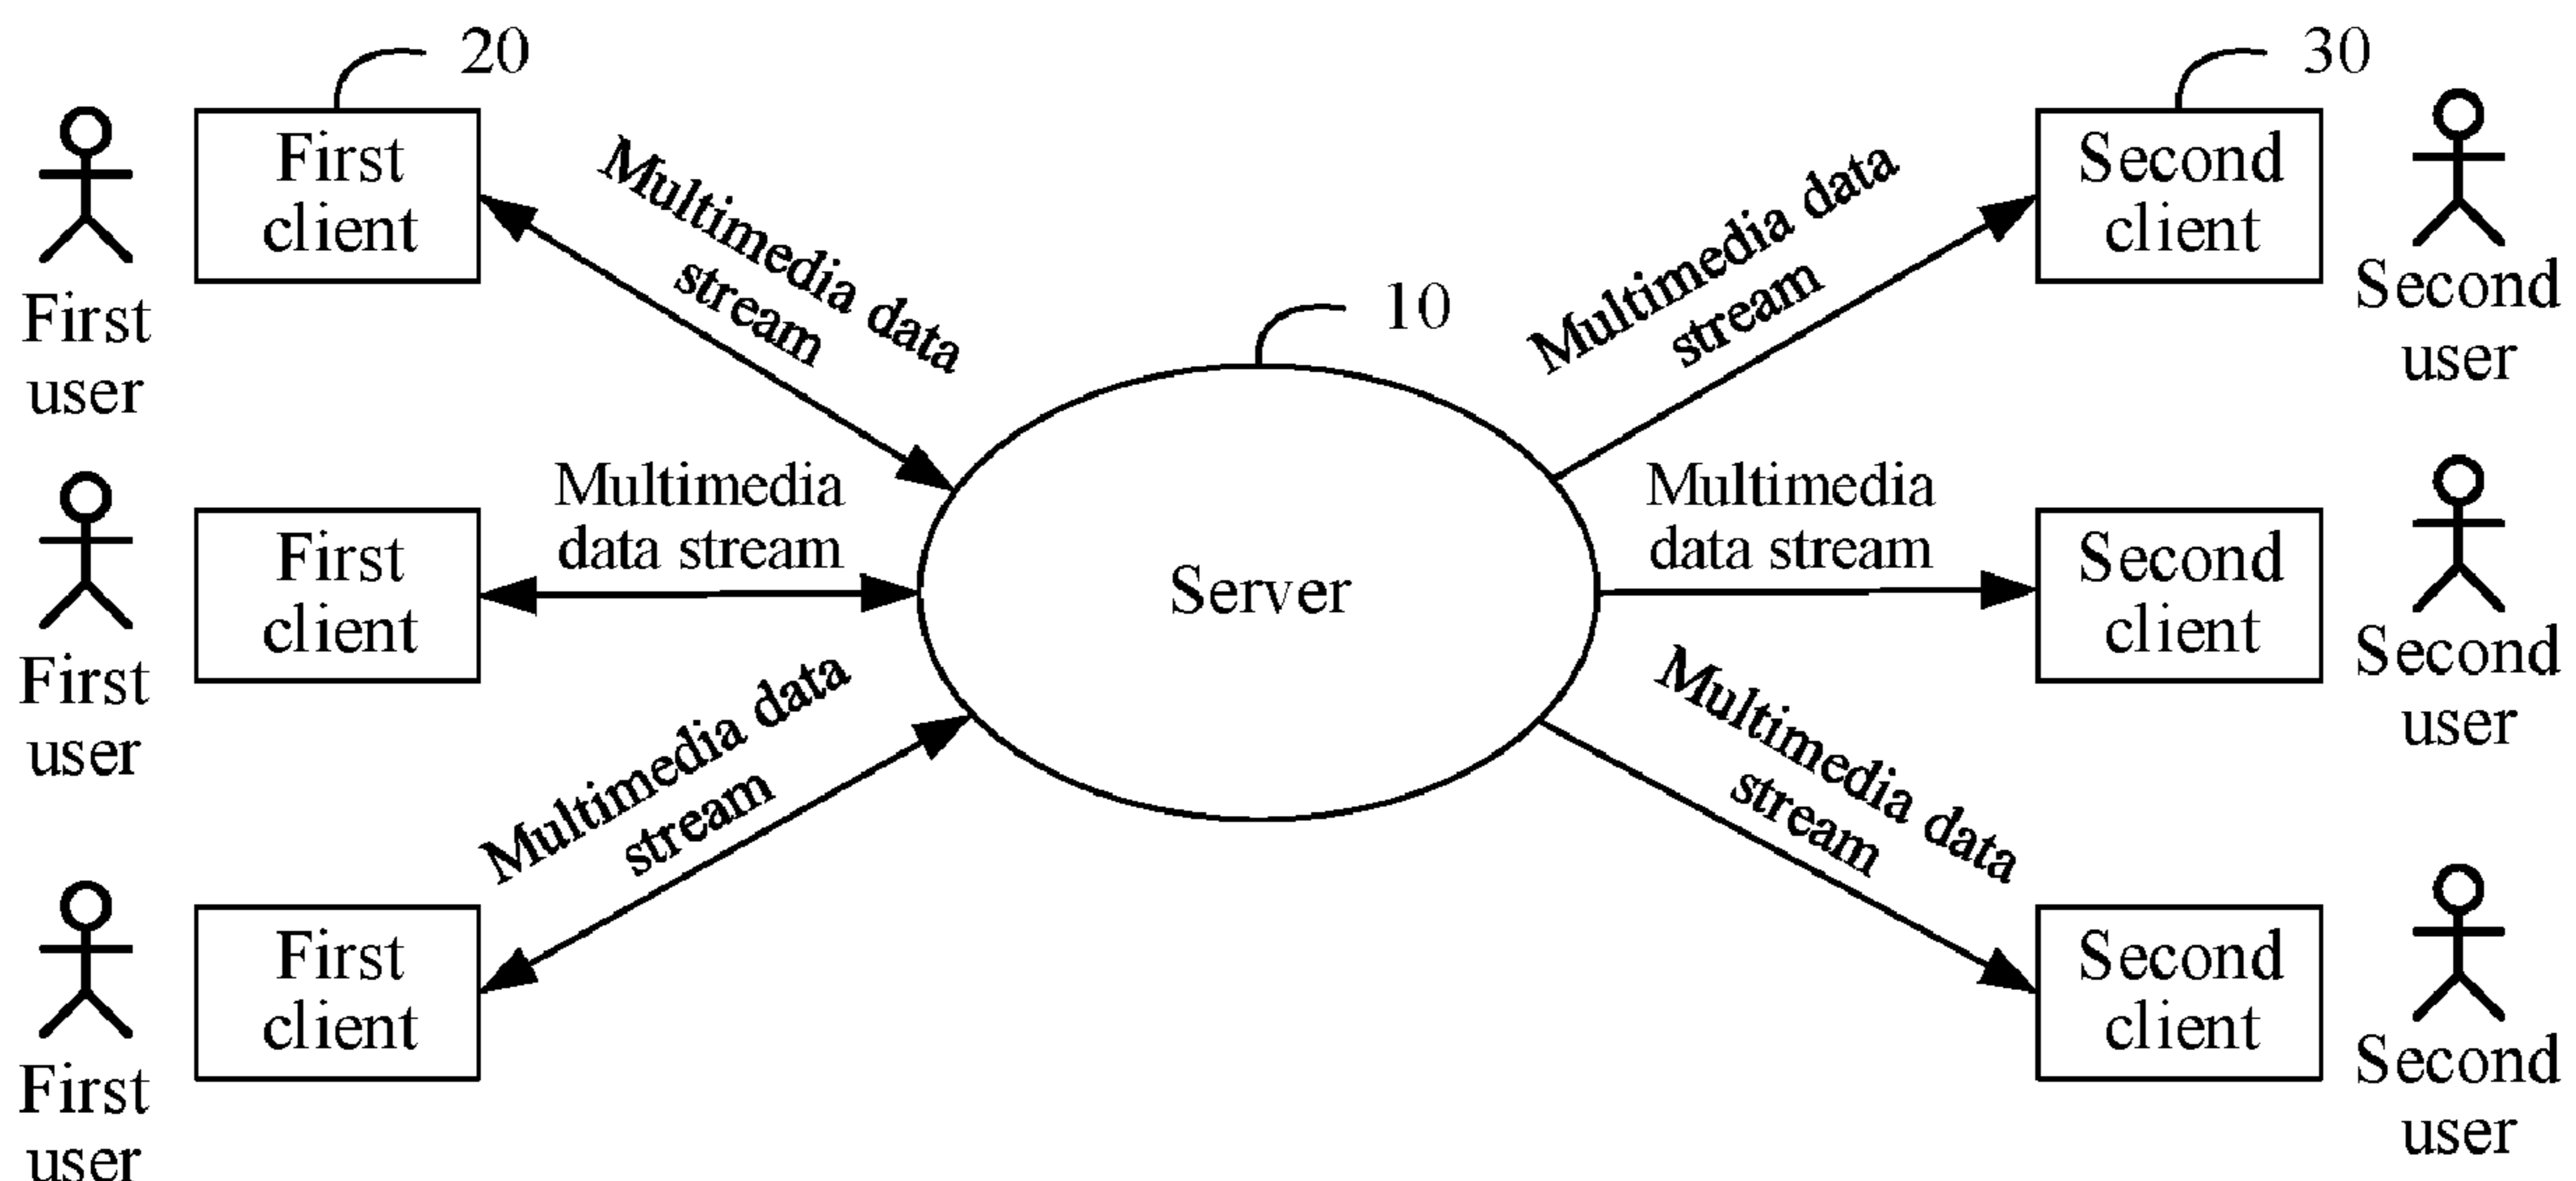 20
30
First
client
First
user
Multimedia data
stream
10
Multimedia data
stream
Second
client
Second
user
First
client
First
user
Multimedia
data stream
Server
Multimedia
data stream
Second
client
Second
user
First
client
First
user
Multimedia data
stream
Multimedia data
stream
Second
client
Second
user